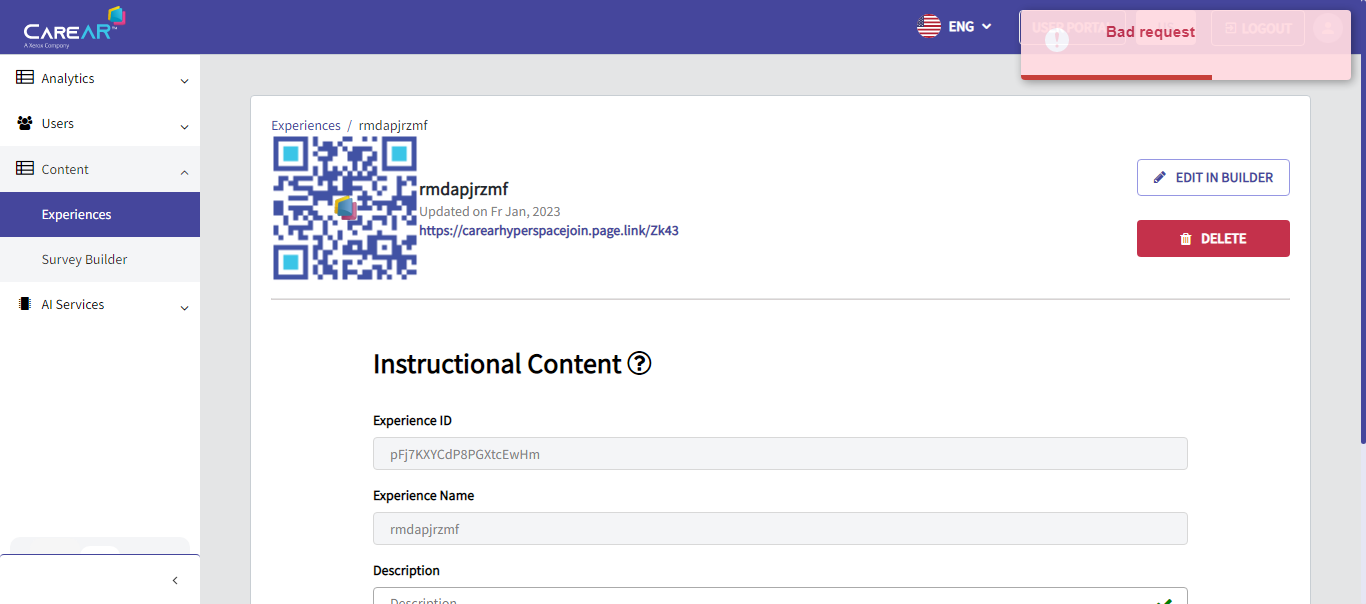 CAREAR™
A Xerox Company
ENG
USER PORTAL
LOGOUT
Bad request
Analytics
Users
Content
Experiences
Survey Builder
AI Services
Experiences / rmdapjrzmf
rmdapjrzmf
Updated on Fr Jan, 2023
https://carearhyperspacejoin.page.link/Zk43
EDIT IN BUILDER
DELETE
Instructional Content
Experience ID
pFj7KXYCdP8PGXtcEwHm
Experience Name
rmdapjrzmf
Description
Description